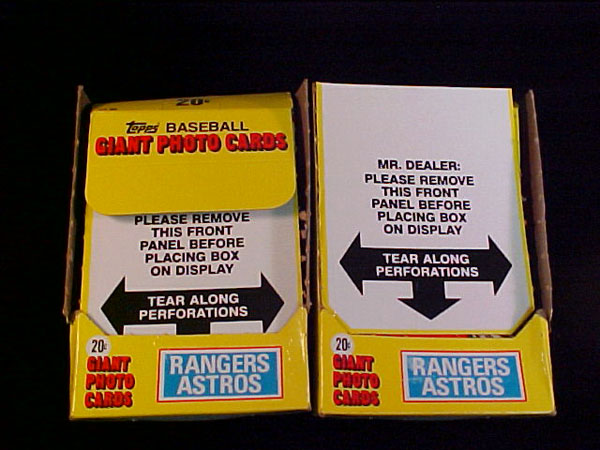 20¢
Topps BASEBALL
GIANT PHOTO CARDS
PLEASE REMOVE
THIS FRONT
PANEL BEFORE
PLACING BOX
ON DISPLAY
TEAR ALONG
PERFORATIONS
20¢
GIANT
PHOTO
CARDS
RANGERS
ASTROS
MR. DEALER:
PLEASE REMOVE
THIS FRONT
PANEL BEFORE
PLACING BOX
ON DISPLAY
TEAR ALONG
PERFORATIONS
20¢
GIANT
PHOTO
CARDS
RANGERS
ASTROS